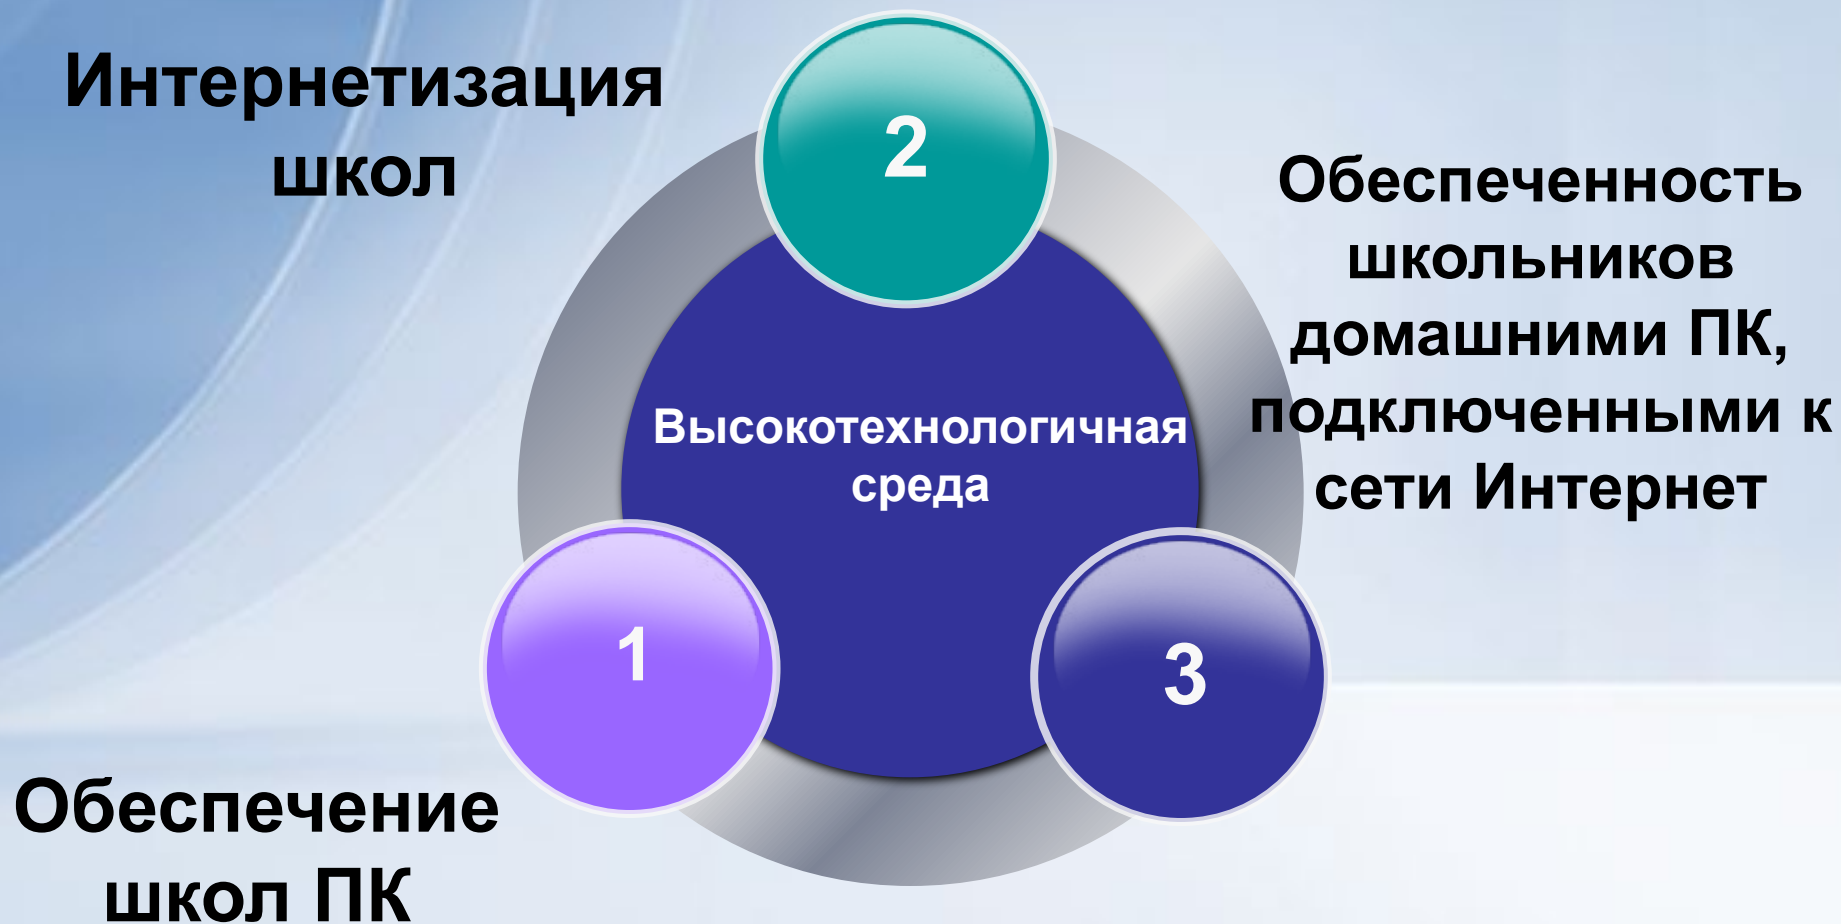 Интернетизация
школ
2
Обеспеченность
школьников
домашними ПК,
подключенными к
сети Интернет
Высокотехнологичная
среда
1
3
Обеспечение
школ ПК